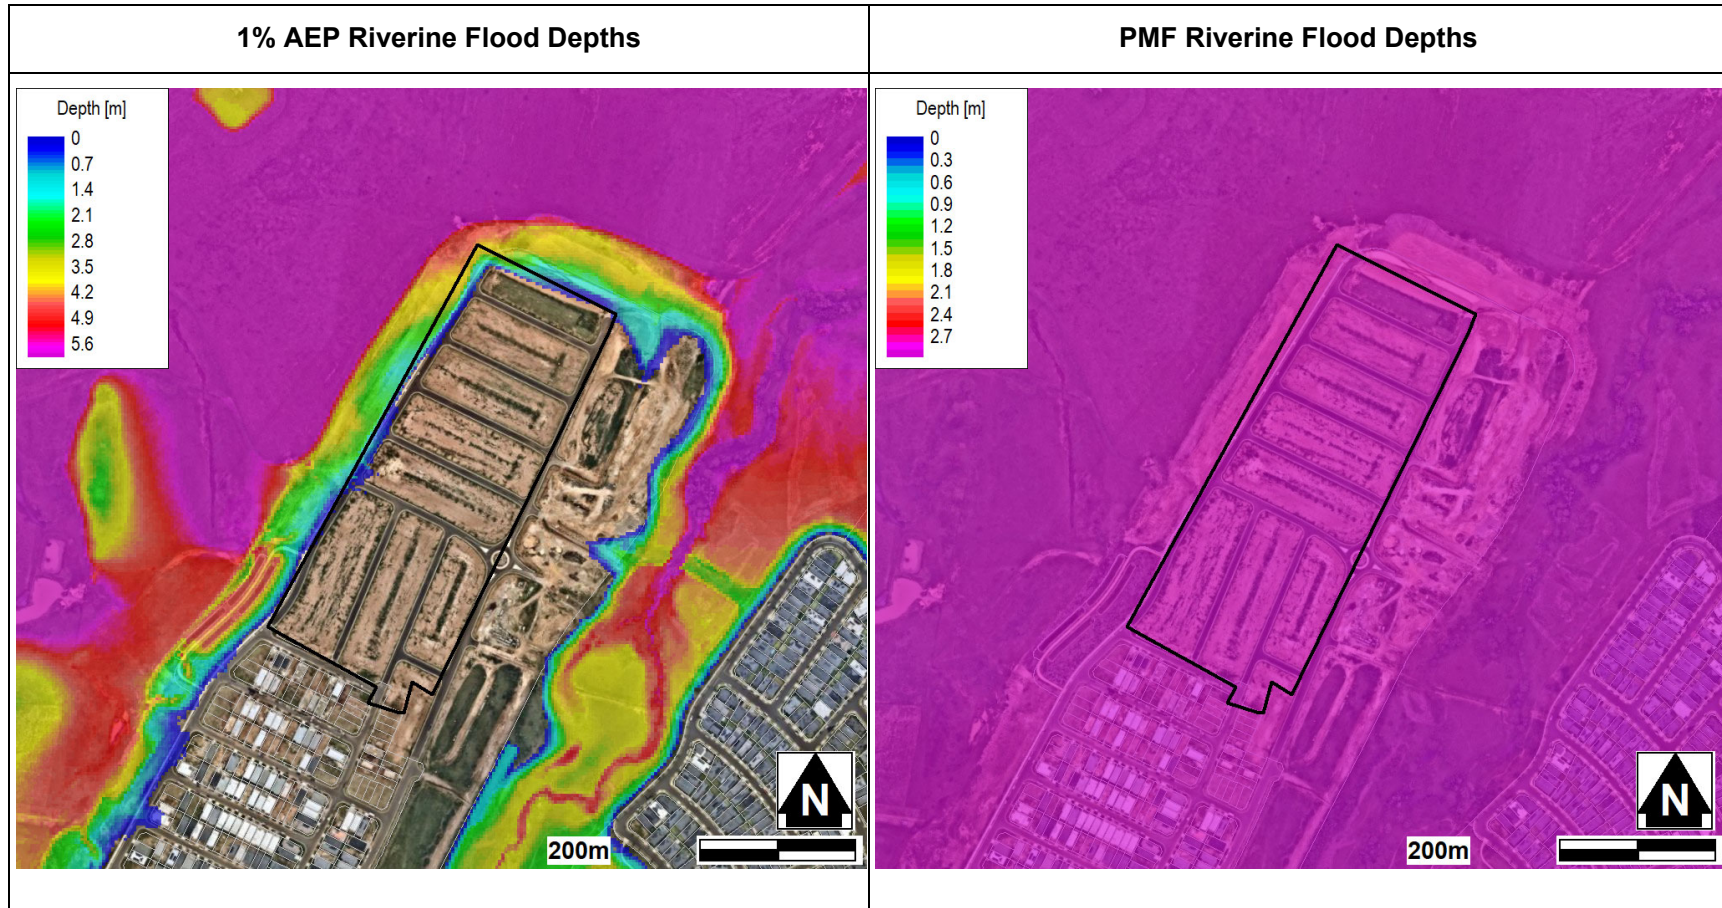 1% AEP Riverine Flood Depths
PMF Riverine Flood Depths
Depth [m]
0
0.7
1.4
2.1
2.8
3.5
4.2
4.9
5.6
N
200m
Depth [m]
0
0.3
0.6
0.9
1.2
1.5
1.8
2.1
2.4
2.7
N
200m